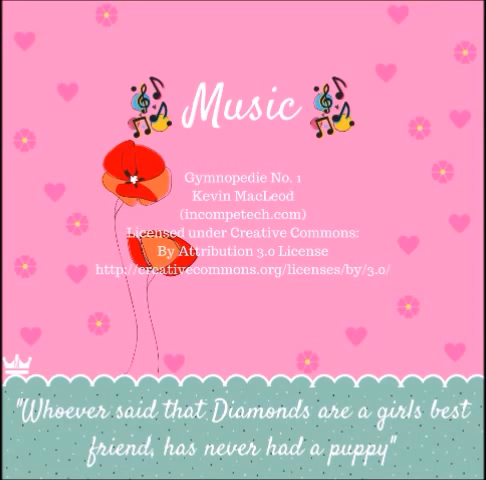 Music
Gymnopedie No. 1
Kevin MacLeod
(incompetech.com)
Licensed under Creative Commons:
By Attribution 3.0 License
http://creativecommons.org/licenses/by/3.0/
"Whoever said that Diamonds are a girls best
friend, has never had a puppy"